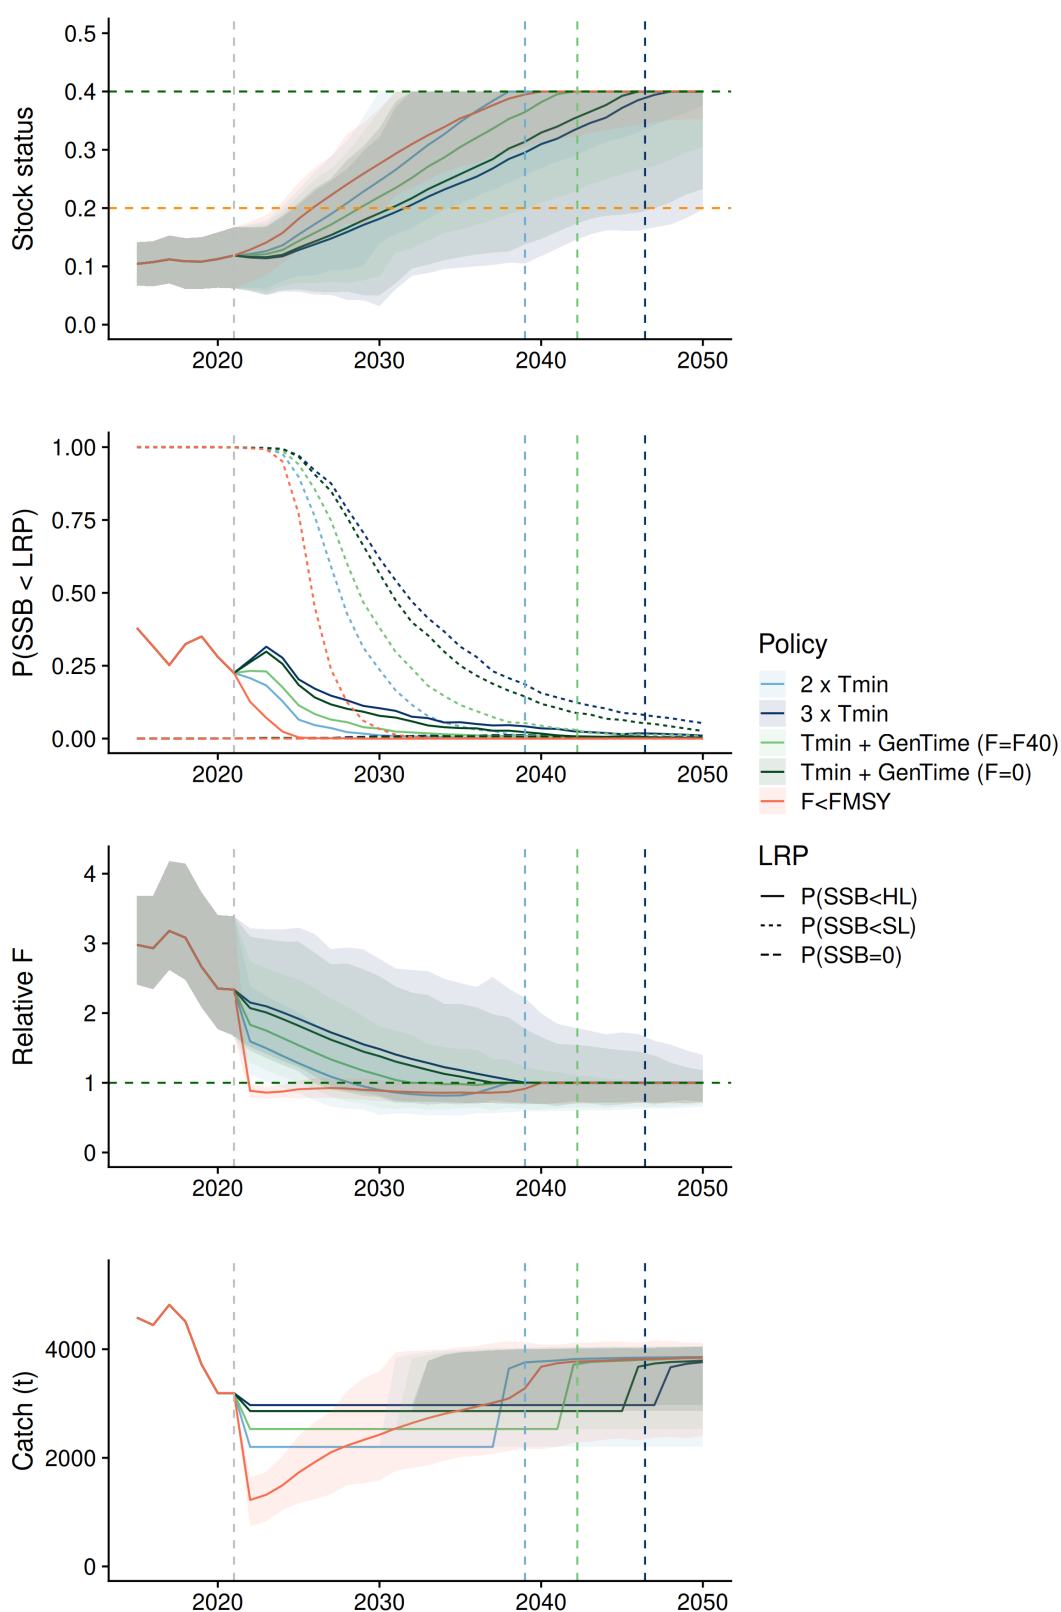 Stock status
0.5
0.4
0.3
0.2
0.1
0.0
2020 2030 2040 2050
P(SSB < LRP)
1.00
0.75
0.50
0.25
0.00
2020 2030 2040 2050
Relative F
4
3
2
1
0
2020 2030 2040 2050
Catch (t)
4000
2000
0
2020 2030 2040 2050
Policy
2 x Tmin
3 x Tmin
Tmin + GenTime (F=F40)
Tmin + GenTime (F=0)
F<FMSY
LRP
P(SSB<HL)
P(SSB<SL)
P(SSB=0)